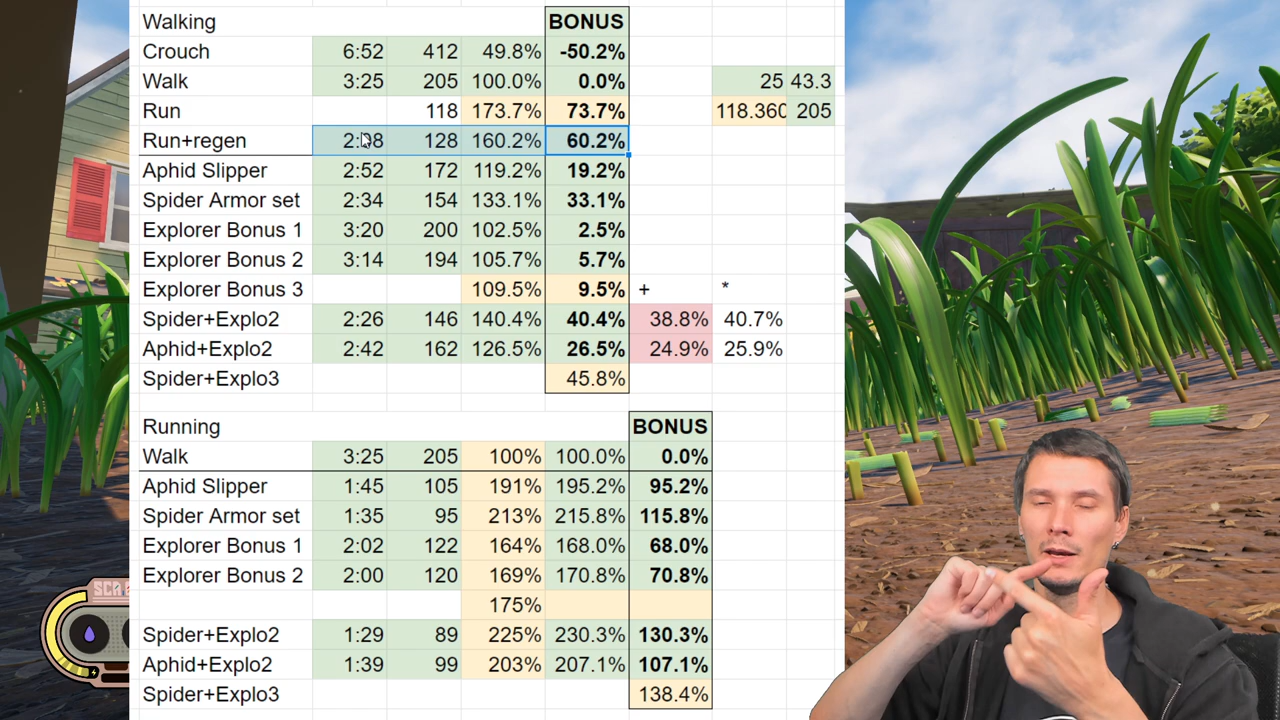 Walking BONUS
Crouch 6:52 412 49.8% -50.2%
Walk 3:25 205 100.0% 0.0% 25 43.3
Run 118 173.7% 73.7% 118.360 205
Run+regen 128 160.2% 60.2%
Aphid Slipper 2:52 172 119.2% 19.2%
Spider Armor set 2:34 154 133.1% 33.1%
Explorer Bonus 1 3:20 200 102.5% 2.5%
Explorer Bonus 2 3:14 194 105.7% 5.7%
Explorer Bonus 3 109.5% 9.5% + *
Spider+Explo2 2:26 146 140.4% 40.4% 38.8% 40.7%
Aphid+Explo2 2:42 162 126.5% 26.5% 24.9% 25.9%
Spider+Explo3 45.8%
Running BONUS
Walk 3:25 205 100% 100.0% 0.0%
Aphid Slipper 1:45 105 191% 195.2% 95.2%
Spider Armor set 1:35 95 213% 215.8% 115.8%
Explorer Bonus 1 2:02 122 164% 168.0% 68.0%
Explorer Bonus 2 2:00 120 169% 170.8% 70.8%
175%
Spider+Explo2 1:29 89 225% 230.3% 130.3%
Aphid+Explo2 1:39 99 203% 207.1% 107.1%
Spider+Explo3 138.4%